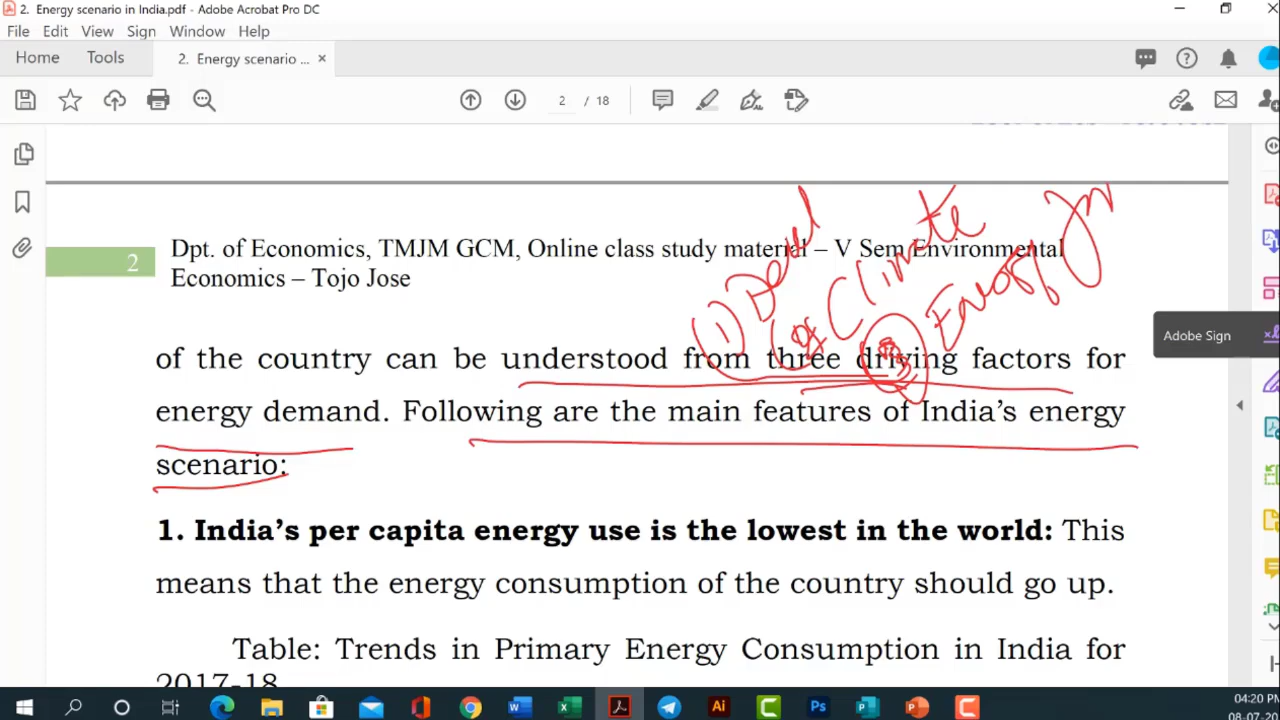 2. Energy scenario in India.pdf - Adobe Acrobat Pro DC
File Edit View Sign Window Help
Home Tools 2. Energy scenario ... ×
2 / 18
2 Dpt. of Economics, TMJM GCM, Online class study material – V Sem Environmental
Economics – Tojo Jose
(1) Devel
Climate
(3) Energy
Adobe Sign
of the country can be understood from three driving factors for
energy demand. Following are the main features of India's energy
scenario:
1. India's per capita energy use is the lowest in the world: This
means that the energy consumption of the country should go up.
Table: Trends in Primary Energy Consumption in India for
2017-18
04:20 PM
08-07-20